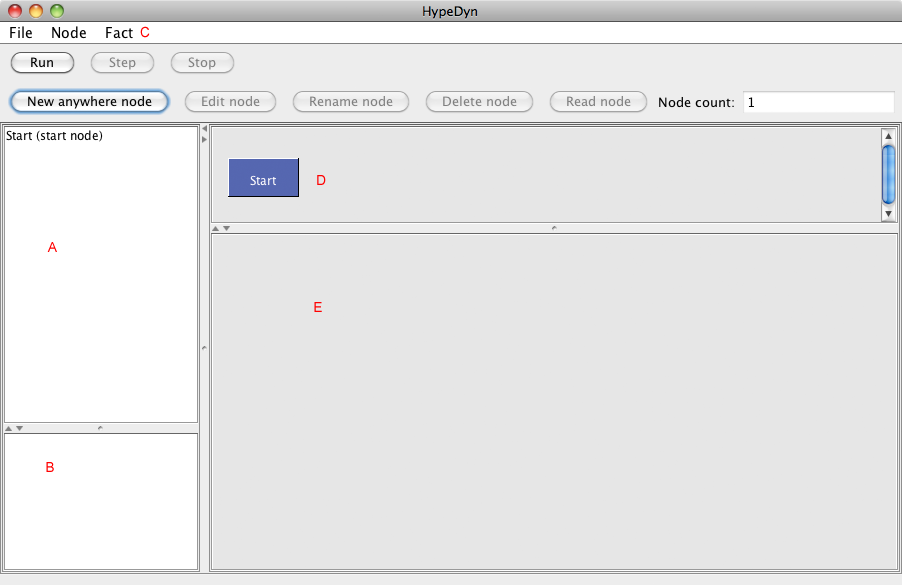 HypeDyn
File Node Fact C
Run Step Stop
New anywhere node Edit node Rename node Delete node Read node Node count: 1
Start (start node)
Start D
A
E
B